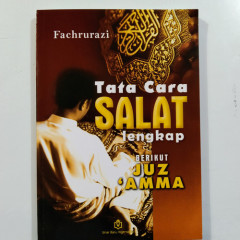 Fachrurazi
Tata Cara
SALAT
lengkap
BERIKUT
JUZ
'AMMA